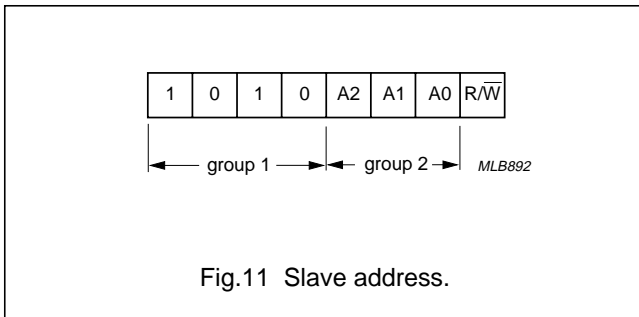 1 0 1 0 A2 A1 A0 R/W̅
group 1 group 2 MLB892
Fig.11 Slave address.